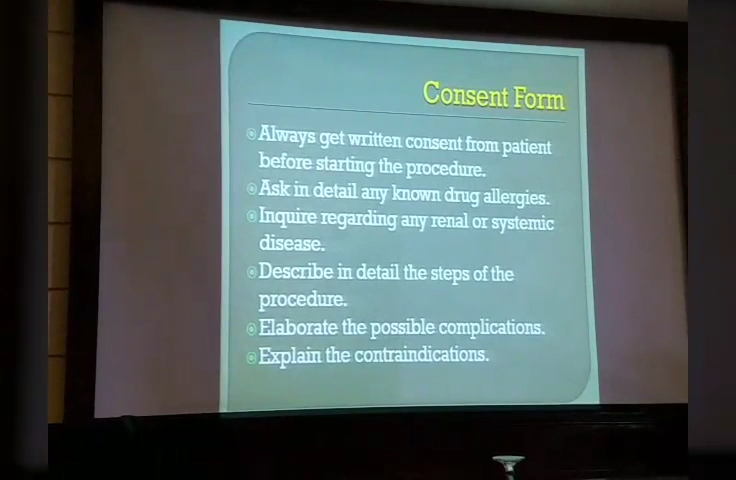 Consent Form
Always get written consent from patient
before starting the procedure.
Ask in detail any known drug allergies.
Inquire regarding any renal or systemic
disease.
Describe in detail the steps of the
procedure.
Elaborate the possible complications.
Explain the contraindications.